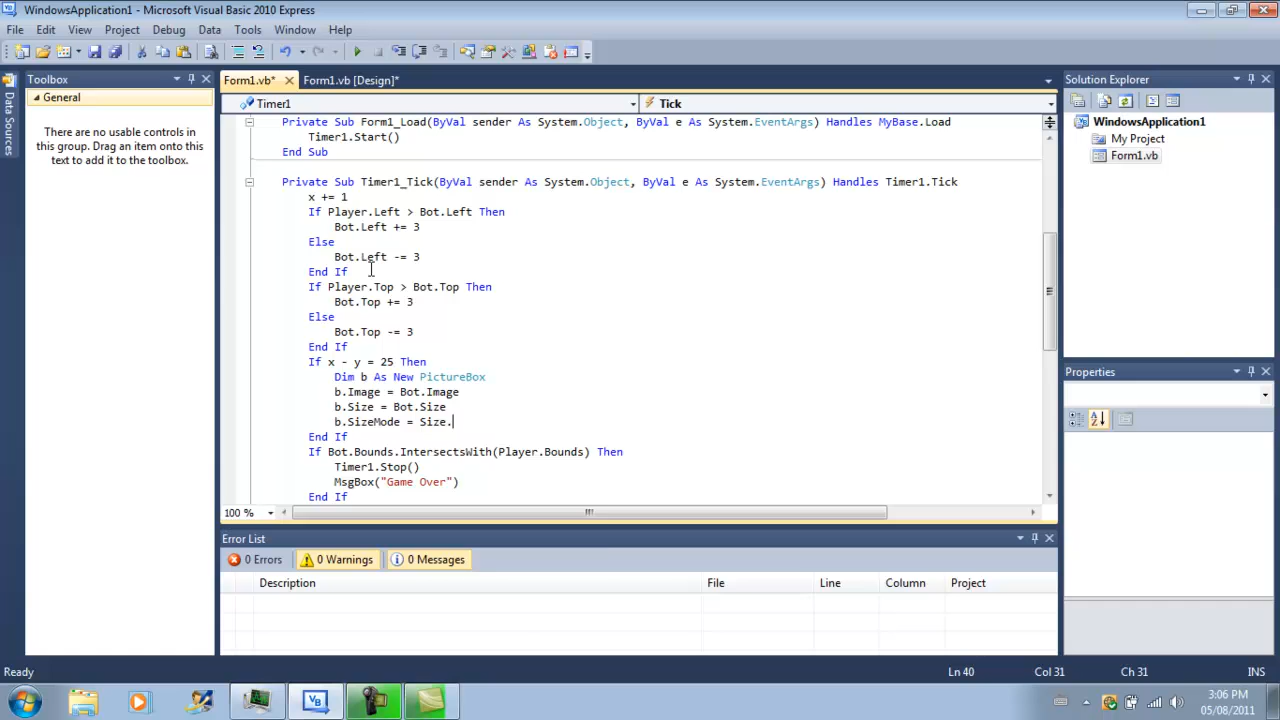 WindowsApplication1 - Microsoft Visual Basic 2010 Express
File Edit View Project Debug Data Tools Window Help
Toolbox
General
There are no usable controls in
this group. Drag an item onto this
text to add it to the toolbox.
Data Sources
Form1.vb* Form1.vb [Design]*
Timer1 Tick
Private Sub Form1_Load(ByVal sender As System.Object, ByVal e As System.EventArgs) Handles MyBase.Load
Timer1.Start()
End Sub
Private Sub Timer1_Tick(ByVal sender As System.Object, ByVal e As System.EventArgs) Handles Timer1.Tick
x += 1
If Player.Left > Bot.Left Then
Bot.Left += 3
Else
Bot.Left -= 3
End If
If Player.Top > Bot.Top Then
Bot.Top += 3
Else
Bot.Top -= 3
End If
If x - y = 25 Then
Dim b As New PictureBox
b.Image = Bot.Image
b.Size = Bot.Size
b.SizeMode = Size.
End If
If Bot.Bounds.IntersectsWith(Player.Bounds) Then
Timer1.Stop()
MsgBox("Game Over")
End If
100 %
Error List
0 Errors 0 Warnings 0 Messages
Description File Line Column Project
Solution Explorer
WindowsApplication1
My Project
Form1.vb
Properties
Ready Ln 40 Col 31 Ch 31 INS
3:06 PM
05/08/2011